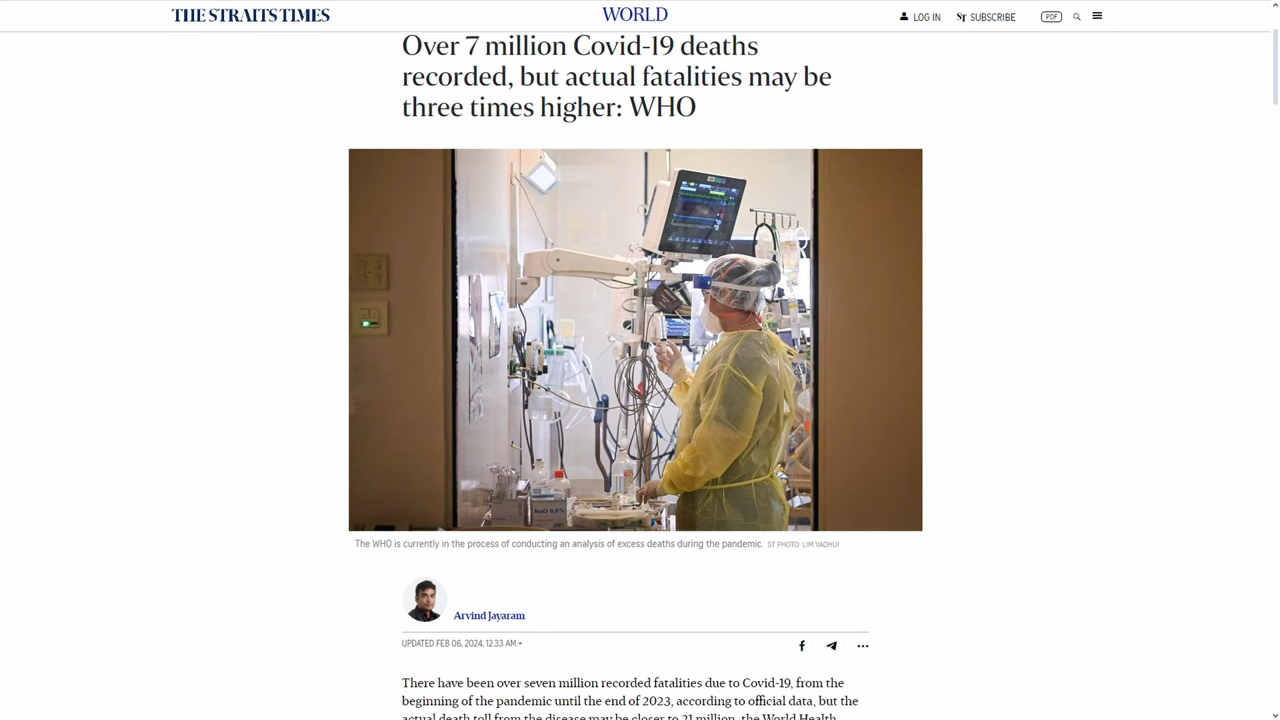 THE STRAITS TIMES
WORLD
LOG IN
ST SUBSCRIBE
PDF
Over 7 million Covid-19 deaths
recorded, but actual fatalities may be
three times higher: WHO
NaCl 0.9%
The WHO is currently in the process of conducting an analysis of excess deaths during the pandemic. ST PHOTO: LIM YAOHUI
Arvind Jayaram
UPDATED FEB 06, 2024, 12:33 AM
There have been over seven million recorded fatalities due to Covid-19, from the
beginning of the pandemic until the end of 2023, according to official data, but the
actual death toll from the disease may be closer to 21 million, the World Health